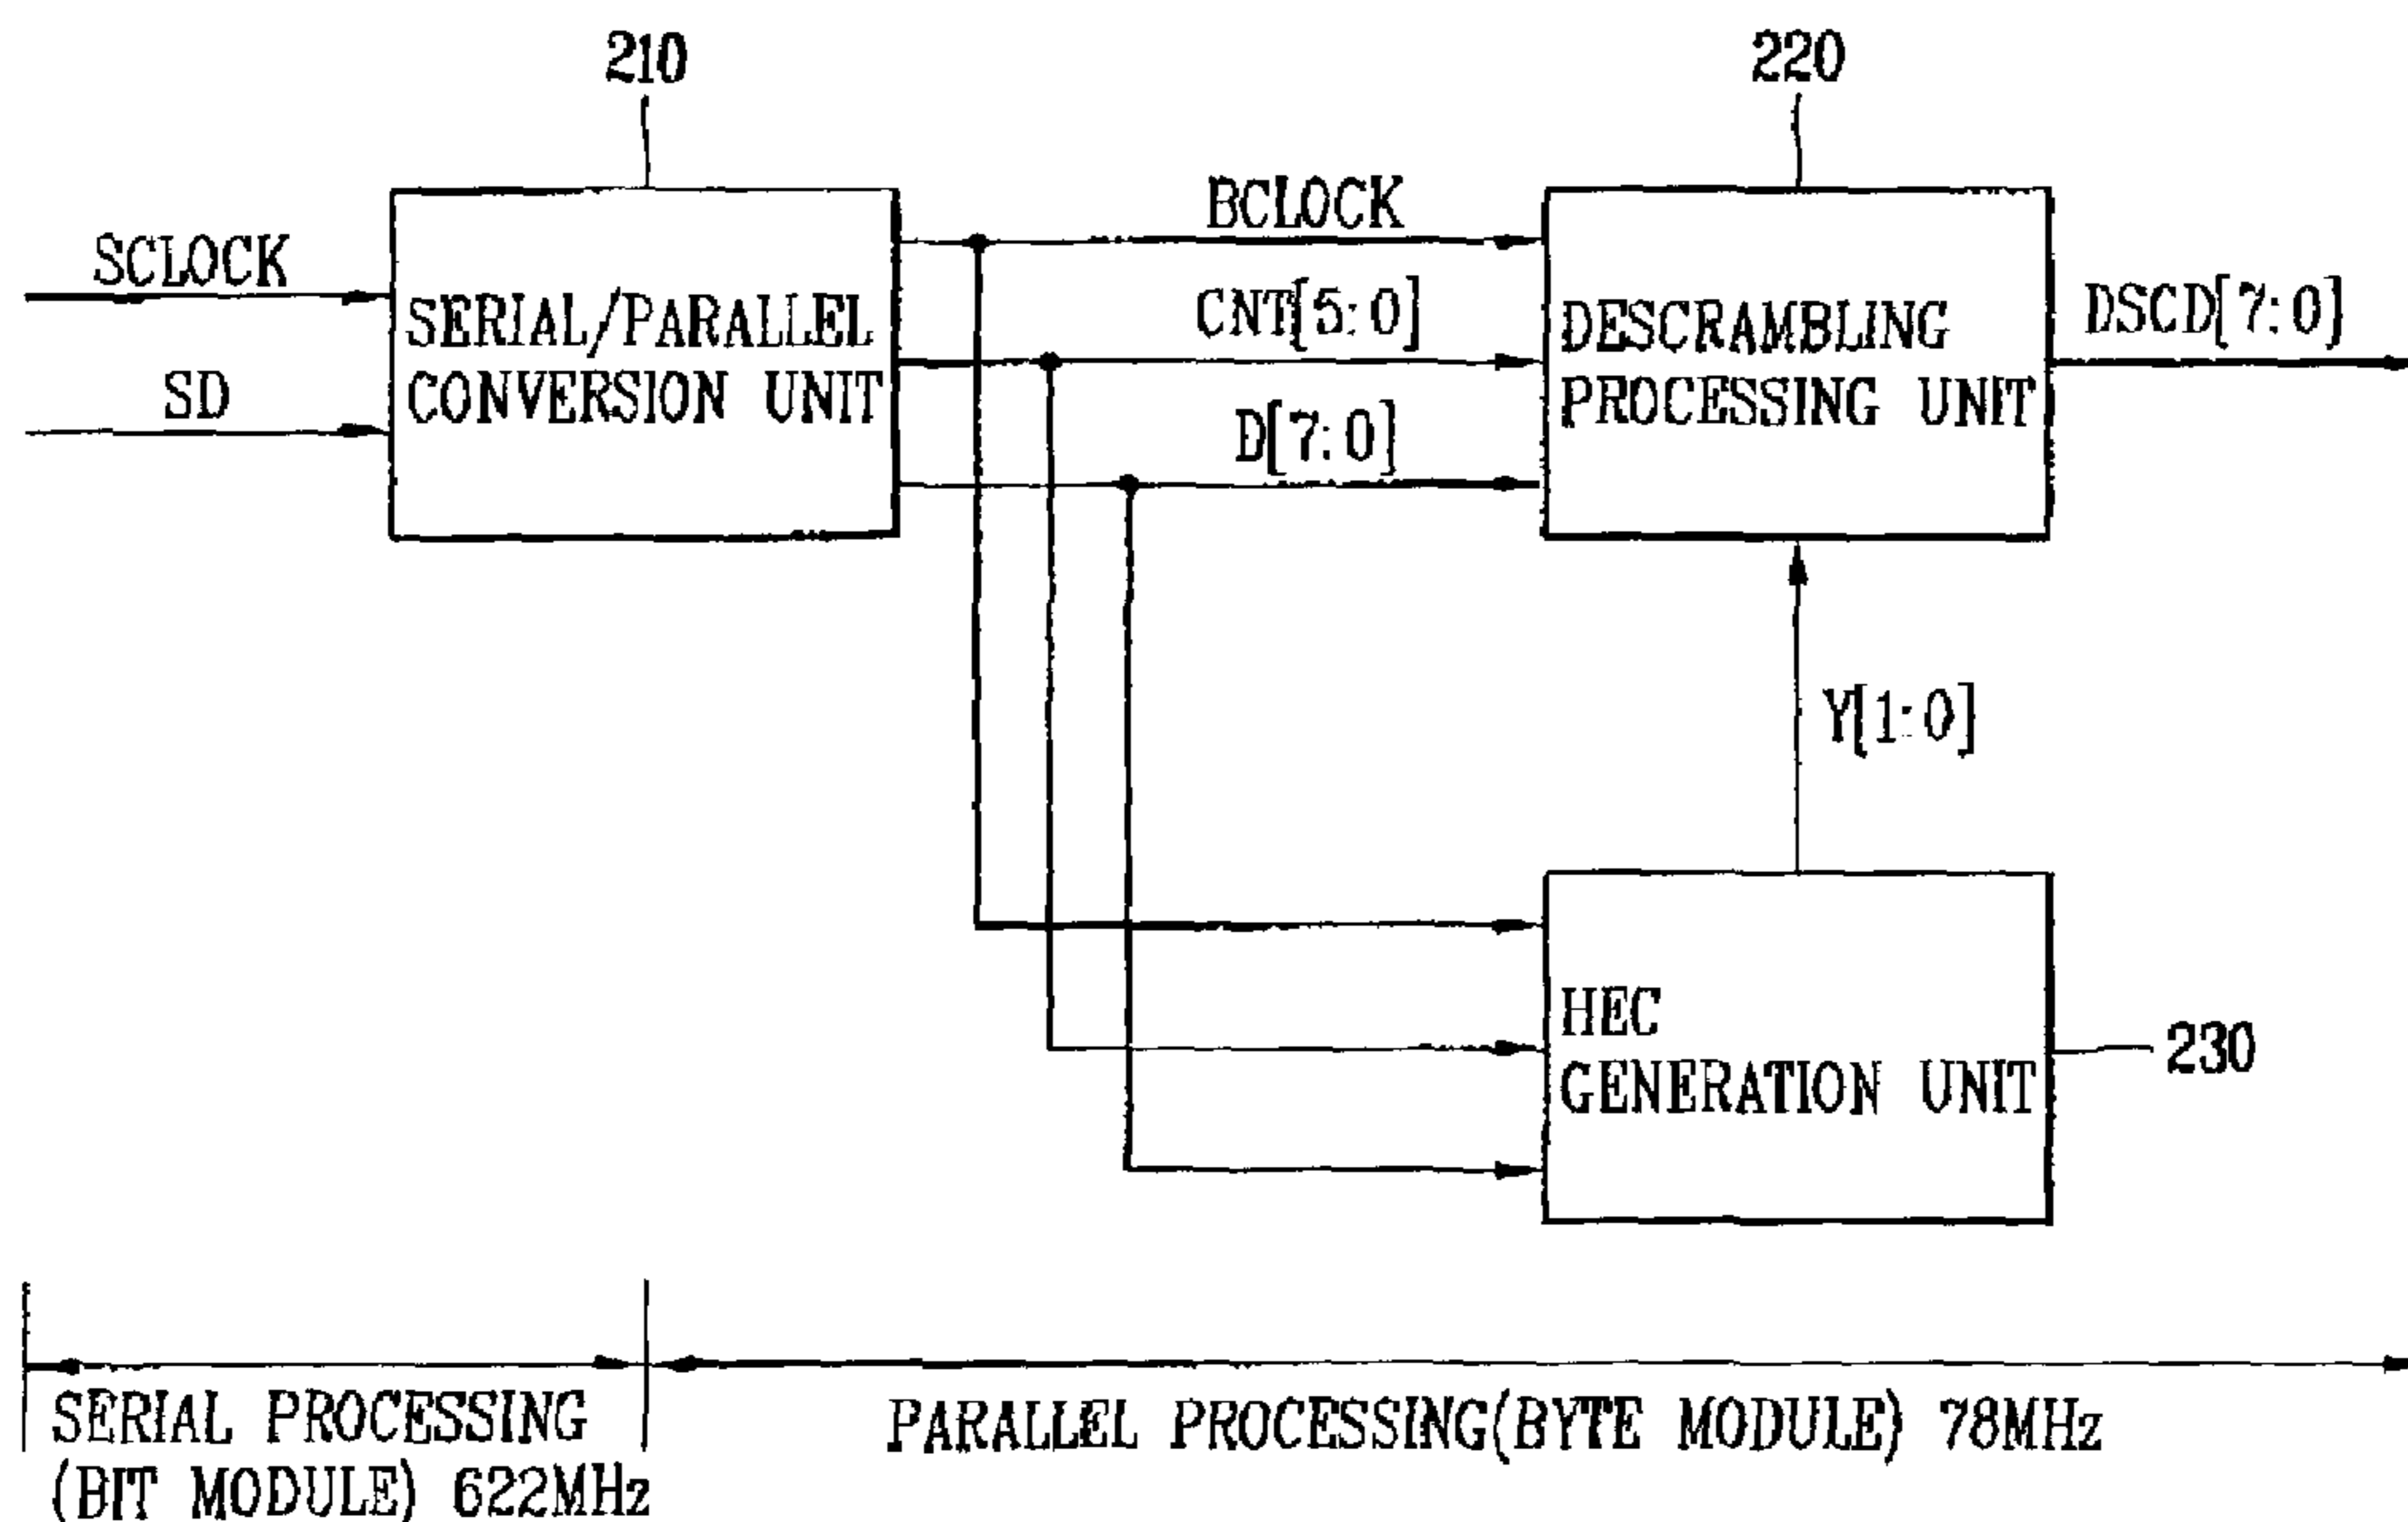 210
220
SCLOCK
SD
SERIAL/PARALLEL
CONVERSION UNIT
BCLOCK
CNT[5:0]
D[7:0]
DESCRAMBLING
PROCESSING UNIT
DSCD[7:0]
Y[1:0]
HEC
GENERATION UNIT
230
SERIAL PROCESSING
(BIT MODULE) 622MHz
PARALLEL PROCESSING(BYTE MODULE) 78MHz